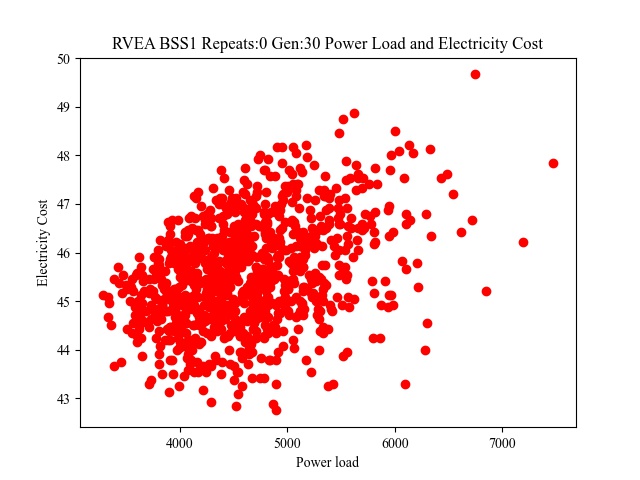 RVEA BSS1 Repeats:0 Gen:30 Power Load and Electricity Cost
50
49
48
47
46
45
44
43
Electricity Cost
4000 5000 6000 7000
Power load